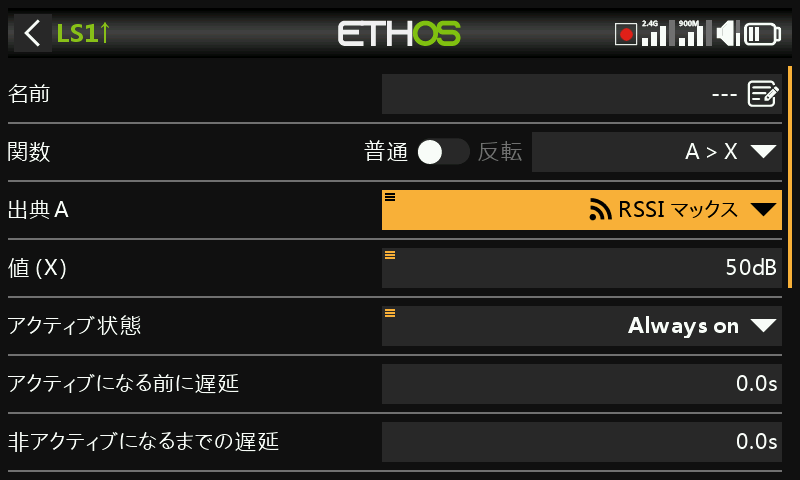 LS1↑ ETHOS 2.4G 900M
名前 ---
関数 普通 反転 A > X
出典 A RSSI マックス
値 (X) 50dB
アクティブ状態 Always on
アクティブになる前に遅延 0.0s
非アクティブになるまでの遅延 0.0s